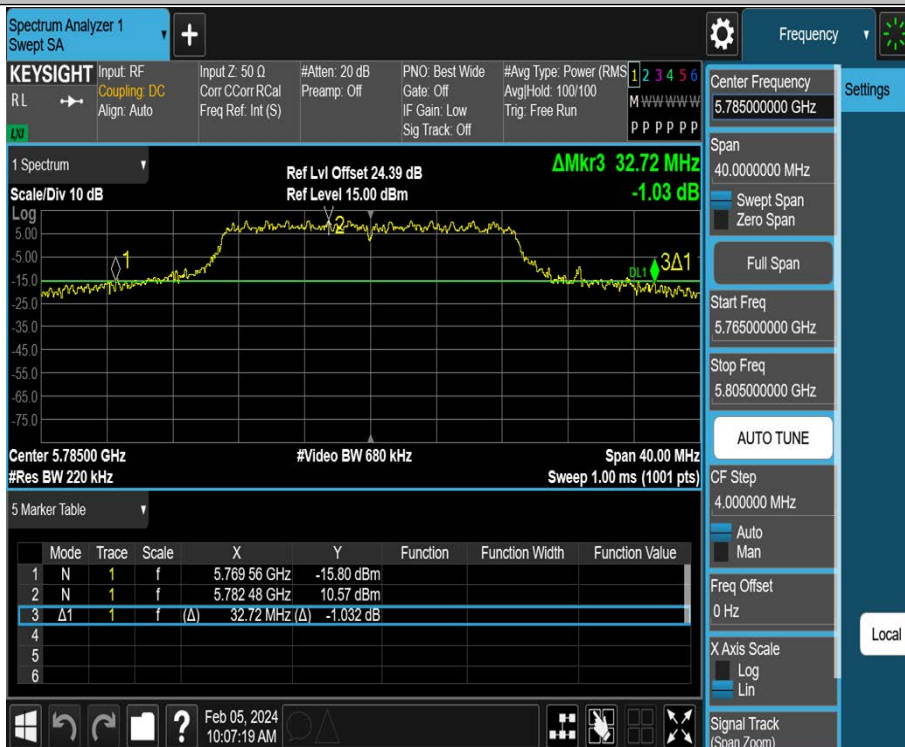 Spectrum Analyzer 1
Swept SA
+
Frequency
KEYSIGHT
RL
LXI
Input: RF
Coupling: DC
Align: Auto
Input Z: 50 Ω
Corr CCorr RCal
Freq Ref: Int (S)
#Atten: 20 dB
Preamp: Off
PNO: Best Wide
Gate: Off
IF Gain: Low
Sig Track: Off
#Avg Type: Power (RMS
Avg|Hold: 100/100
Trig: Free Run
1 2 3 4 5 6
M W W W W W
P P P P P P
1 Spectrum
Scale/Div 10 dB
Ref Lvl Offset 24.39 dB
Ref Level 15.00 dBm
ΔMkr3 32.72 MHz
-1.03 dB
Log
5.00
-5.00
-15.0
-25.0
-35.0
-45.0
-55.0
-65.0
-75.0
1
2
DL1
3Δ1
Center 5.78500 GHz
#Res BW 220 kHz
#Video BW 680 kHz
Span 40.00 MHz
Sweep 1.00 ms (1001 pts)
5 Marker Table
Mode Trace Scale X Y Function Function Width Function Value
1 N 1 f 5.769 56 GHz -15.80 dBm
2 N 1 f 5.782 48 GHz 10.57 dBm
3 Δ1 1 f (Δ) 32.72 MHz (Δ) -1.032 dB
4
5
6
?
Feb 05, 2024
10:07:19 AM
Center Frequency
5.785000000 GHz
Span
40.0000000 MHz
Swept Span
Zero Span
Full Span
Start Freq
5.765000000 GHz
Stop Freq
5.805000000 GHz
AUTO TUNE
CF Step
4.000000 MHz
Auto
Man
Freq Offset
0 Hz
X Axis Scale
Log
Lin
Signal Track
(Span Zoom)
Settings
Local